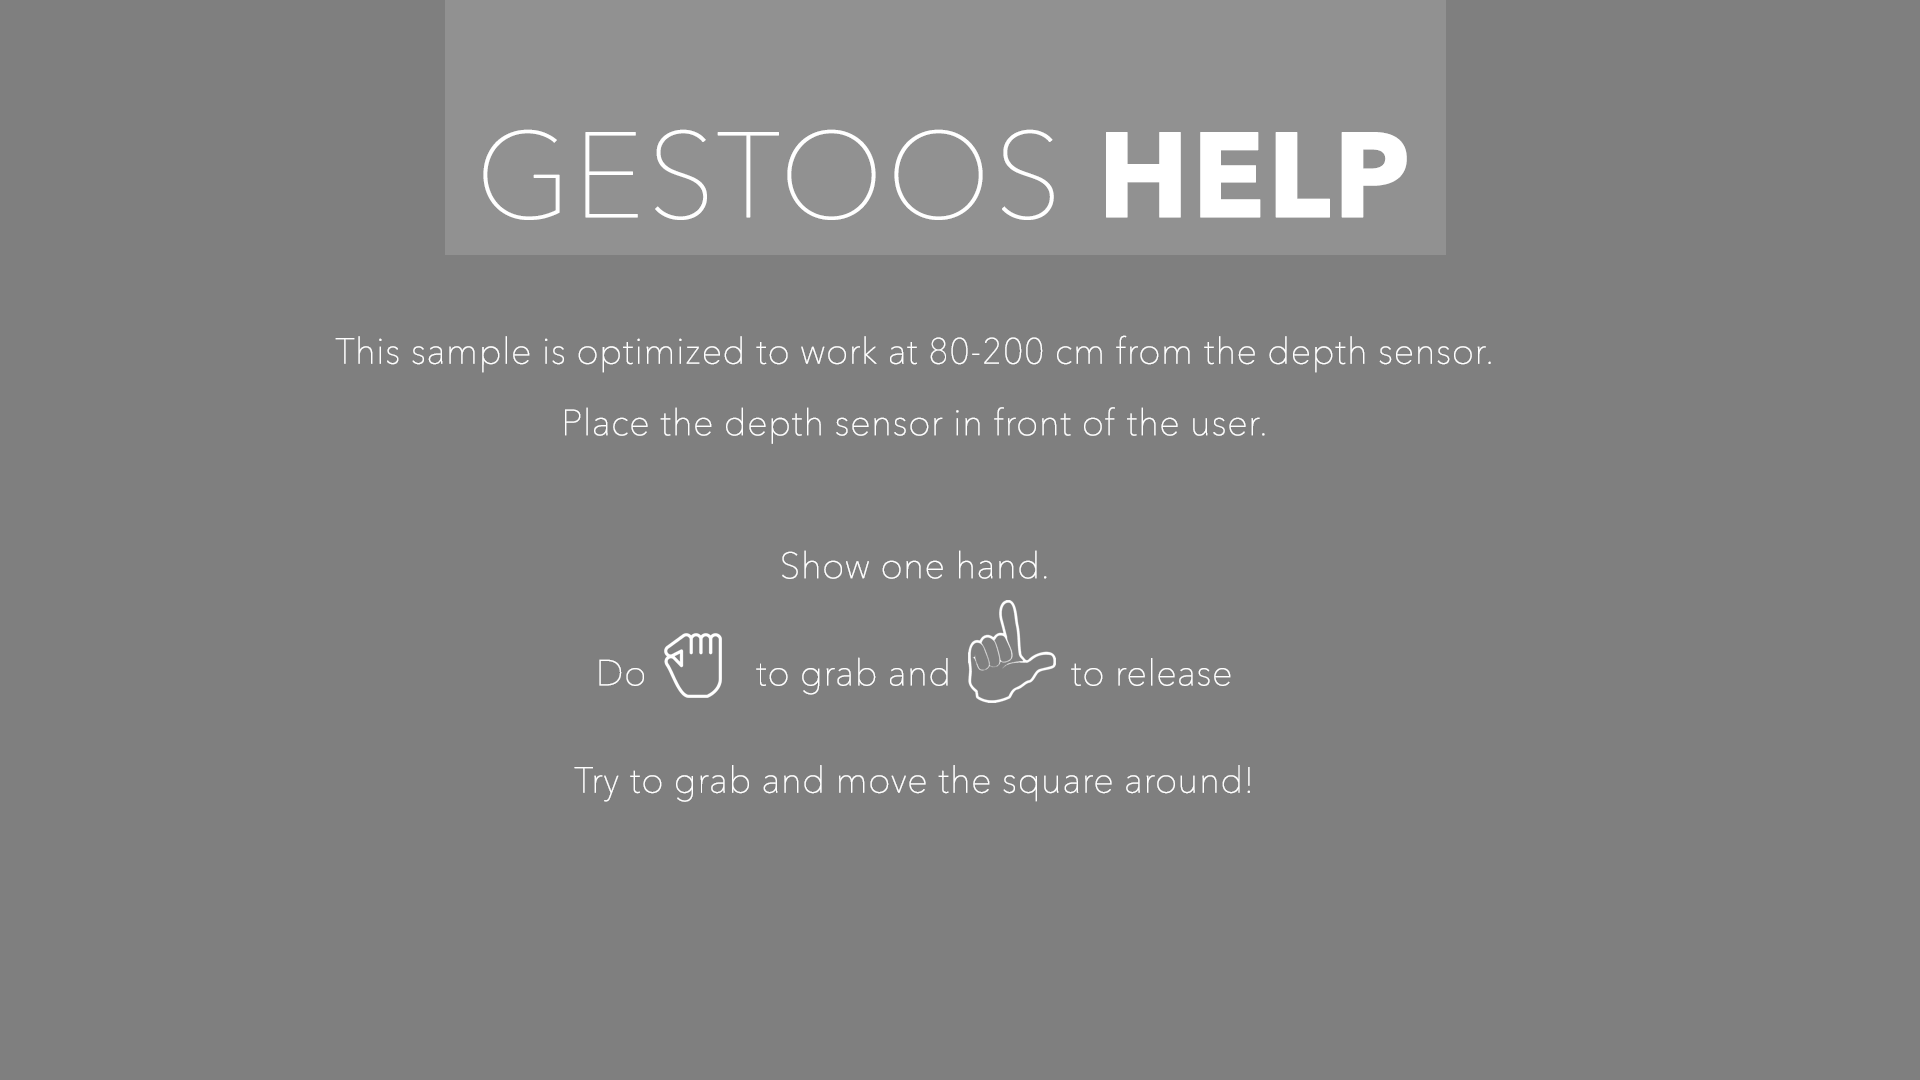 GESTOOS HELP
This sample is optimized to work at 80-200 cm from the depth sensor.
Place the depth sensor in front of the user.
Show one hand.
Do to grab and to release
Try to grab and move the square around!